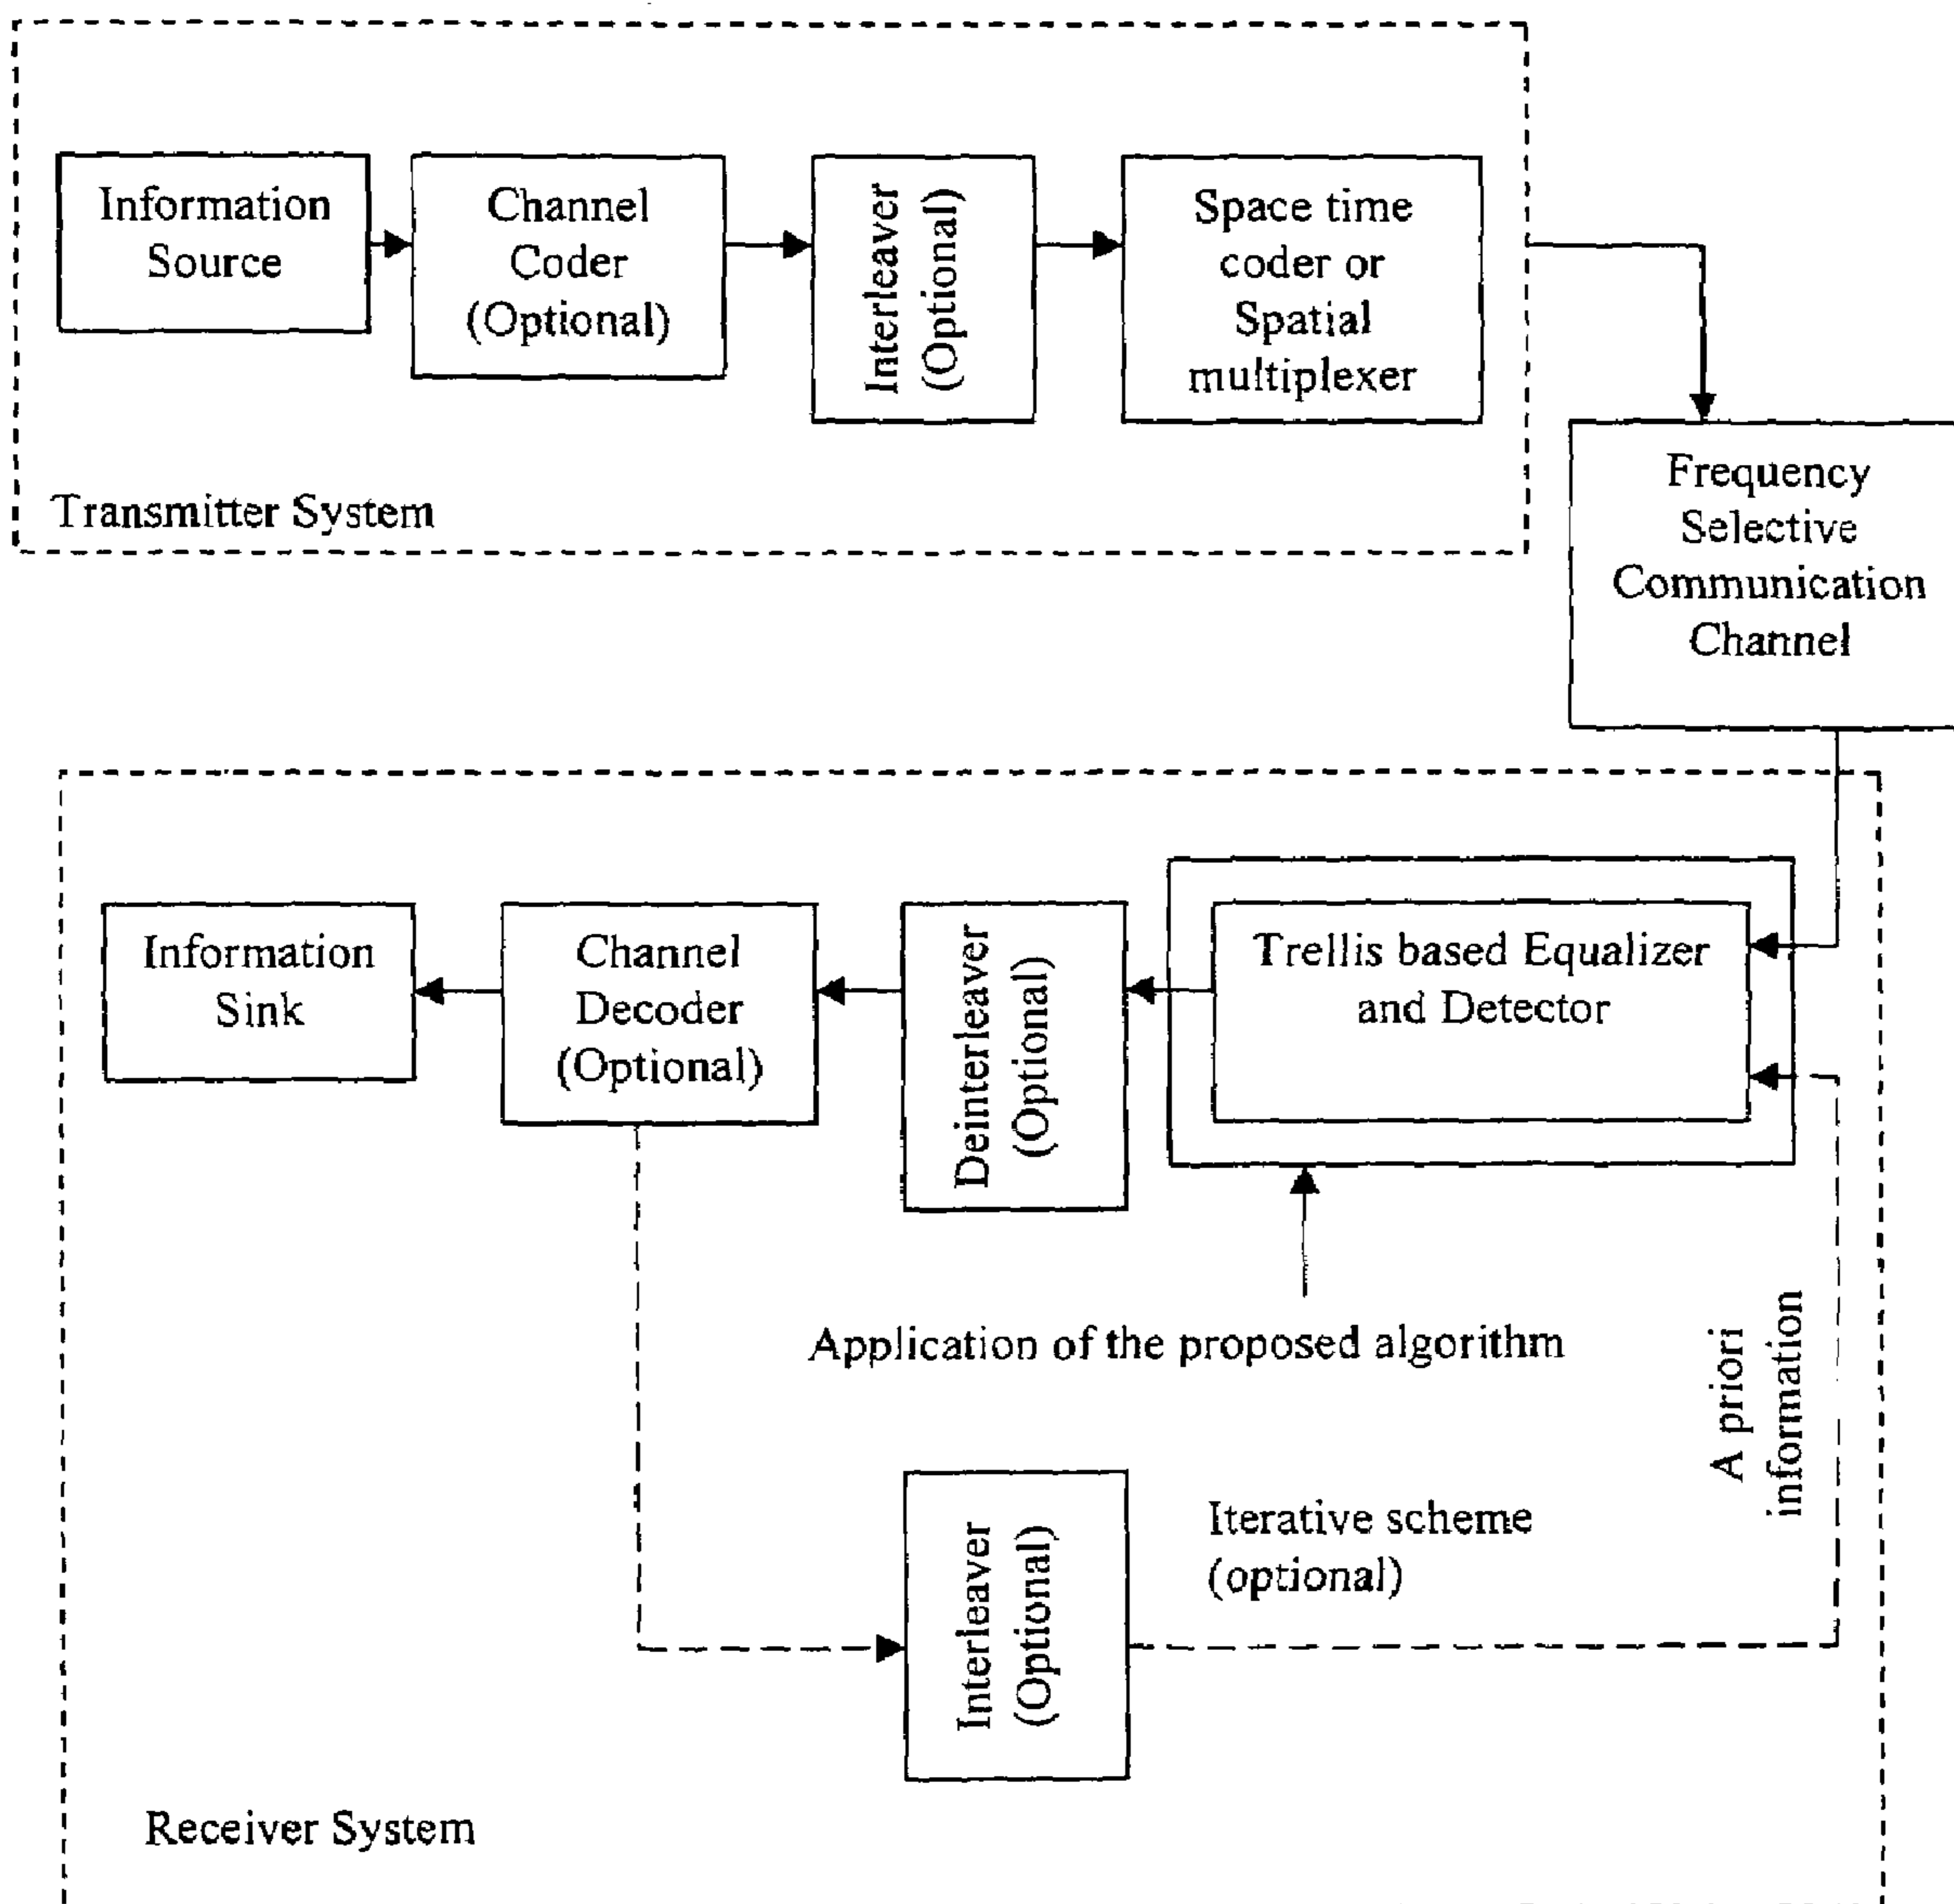 Information
Source
Channel
Coder
(Optional)
Interleaver
(Optional)
Space time
coder or
Spatial
multiplexer
Transmitter System
Frequency
Selective
Communication
Channel
Information
Sink
Channel
Decoder
(Optional)
Deinterleaver
(Optional)
Trellis based Equalizer
and Detector
Application of the proposed algorithm
A priori
information
Interleaver
(Optional)
Iterative scheme
(optional)
Receiver System